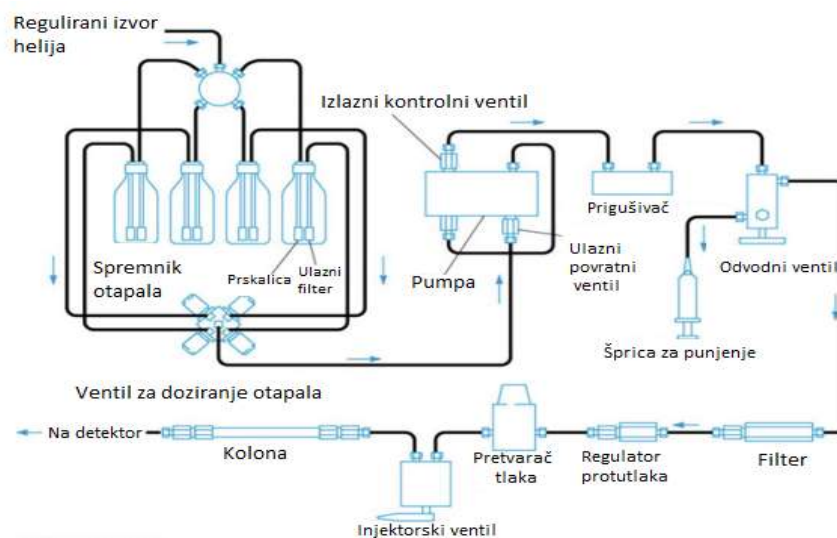 Regulirani izvor
helija
Izlazni kontrolni ventil
Prigušivač
Spremnik
otapala
Prskalica
Ulazni
filter
Pumpa
Ulazni
povratni
ventil
Odvodni ventil
Šprica za punjenje
Ventil za doziranje otapala
Na detektor
Kolona
Pretvarač
tlaka
Regulator
protutlaka
Filter
Injektorski ventil